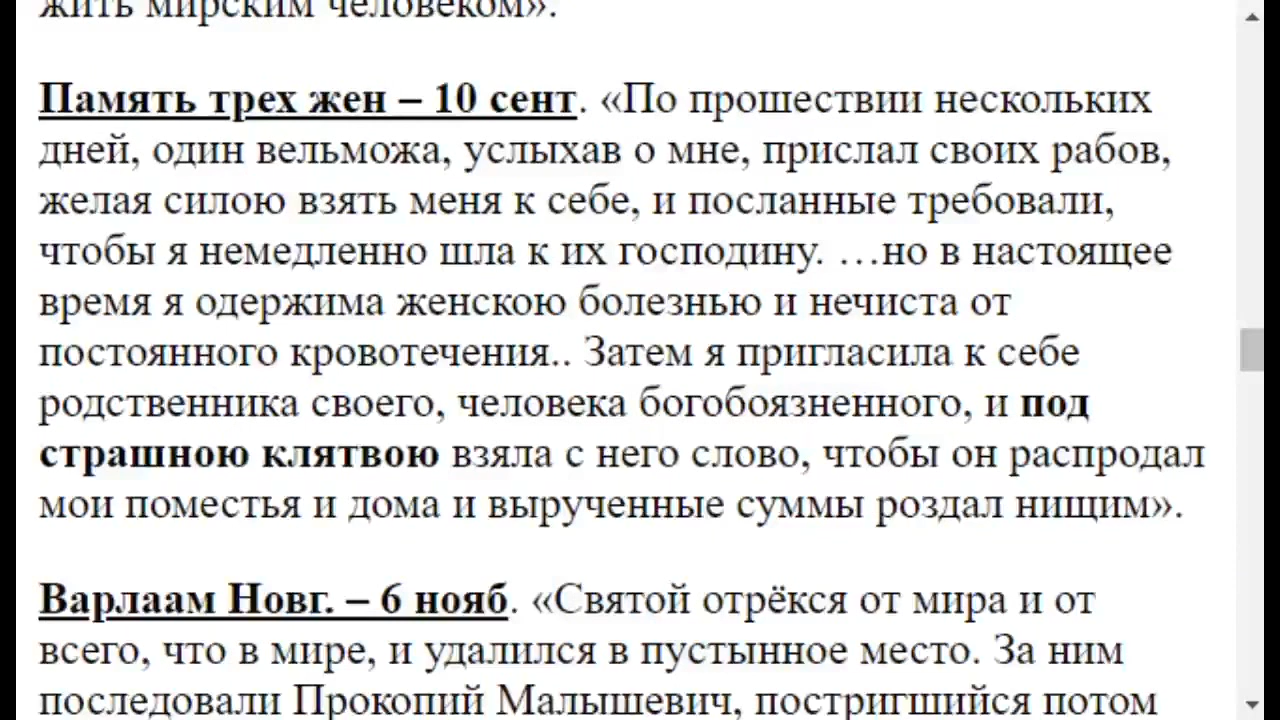 жить мирским человеком».
Память трех жен – 10 сент. «По прошествии нескольких
дней, один вельможа, услыхав о мне, прислал своих рабов,
желая силою взять меня к себе, и посланные требовали,
чтобы я немедленно шла к их господину. …но в настоящее
время я одержима женскою болезнью и нечиста от
постоянного кровотечения.. Затем я пригласила к себе
родственника своего, человека богобоязненного, и под
страшною клятвою взяла с него слово, чтобы он распродал
мои поместья и дома и вырученные суммы роздал нищим».
Варлаам Новг. – 6 нояб. «Святой отрёкся от мира и от
всего, что в мире, и удалился в пустынное место. За ним
последовали Прокопий Малышевич, постригшийся потом